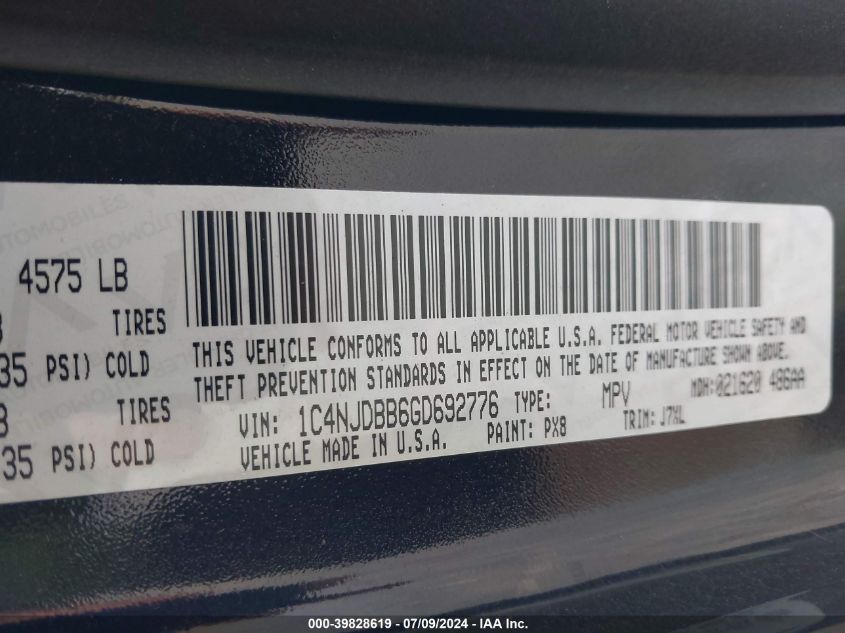 4575 LB
TIRES
35 PSI) COLD
TIRES
35 PSI) COLD
THIS VEHICLE CONFORMS TO ALL APPLICABLE U.S.A. FEDERAL MOTOR VEHICLE SAFETY AND
THEFT PREVENTION STANDARDS IN EFFECT ON THE DATE OF MANUFACTURE SHOWN ABOVE.
VIN: 1C4NJDBB6GD692776 TYPE: MPV MDH:021620 486AA
VEHICLE MADE IN U.S.A. PAINT: PX8 TRIM: J7XL
000-39828619 - 07/09/2024 - IAA Inc.